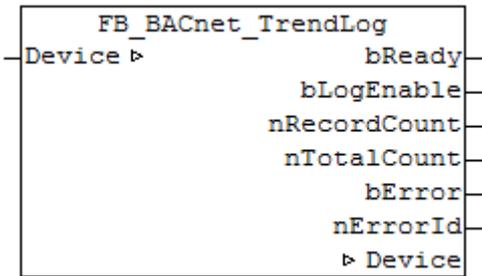 FB_BACnet_TrendLog
Device ▹ bReady
bLogEnable
nRecordCount
nTotalCount
bError
nErrorId
▹ Device